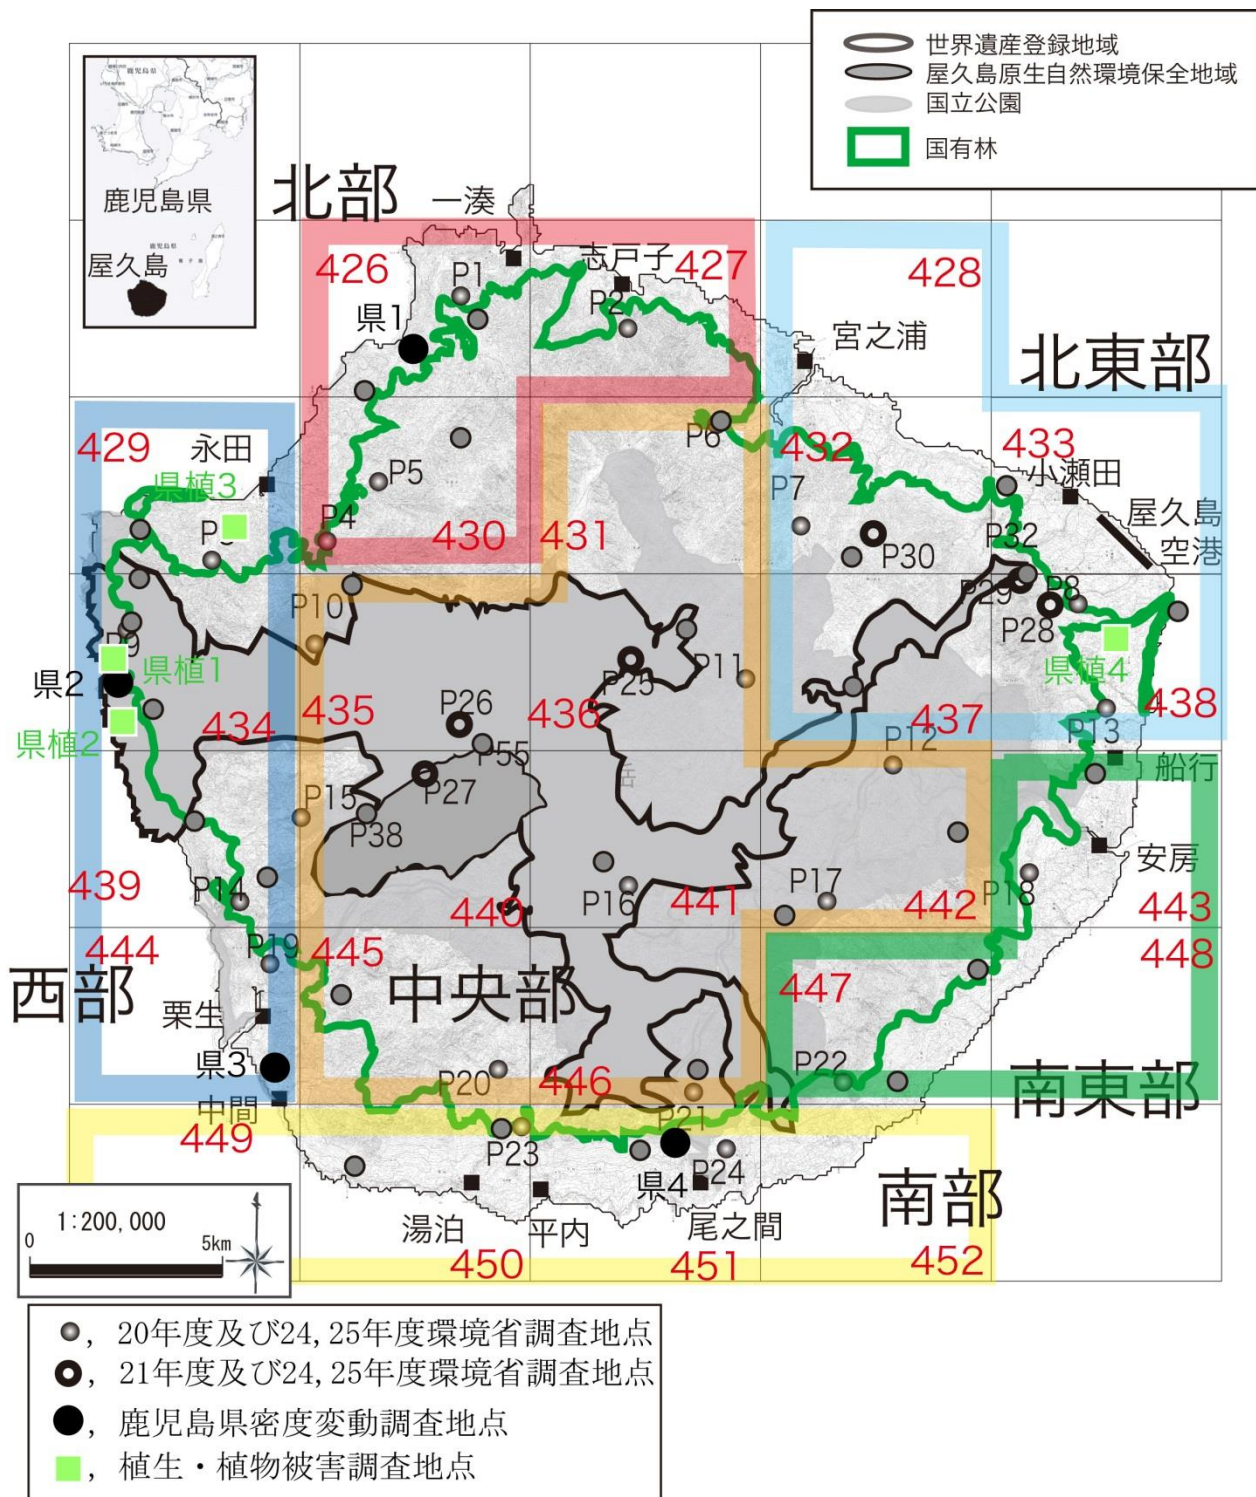 世界遺産登録地域
屋久島原生自然環境保全地域
国立公園
国有林
鹿児島県
鹿児島県
鹿児島県
屋久島
北部
一湊
志戸子
426
427
428
P1
P2
県1
宮之浦
北東部
429
永田
県植3
P4
P5
P6
430
431
432
433
小瀬田
P7
P30
P32
屋久島
空港
P29
P8
P28
P10
P9
県植1
県2
県植2
434
435
436
437
438
P25
P11
P26
P55
P27
P12
県植4
P13
船行
P15
P38
439
P14
440
P16
441
P17
442
P18
安房
443
444
P19
445
西部
中央部
447
448
栗生
県3
中間
P20
446
P21
P22
南東部
449
P23
県4
P24
南部
湯泊
平内
尾之間
450
451
452
1:200,000
0
5km
, 20年度及び24,25年度環境省調査地点
, 21年度及び24,25年度環境省調査地点
, 鹿児島県密度変動調査地点
, 植生・植物被害調査地点